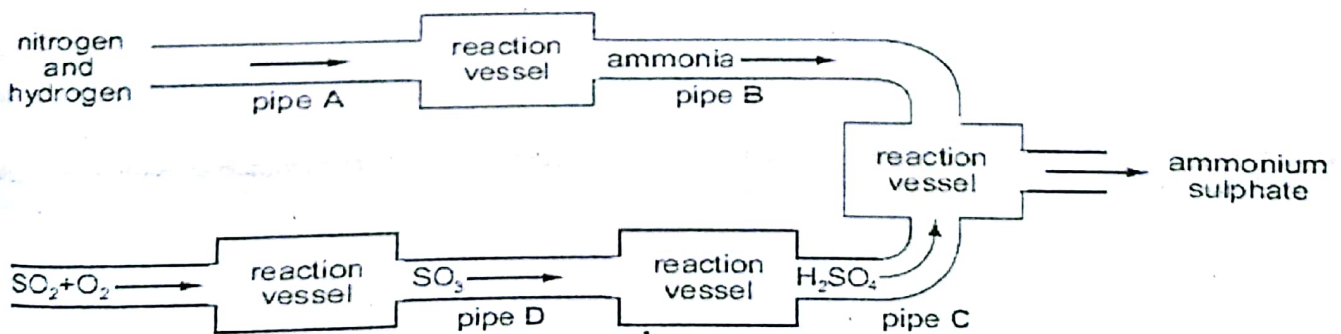 nitrogen
and
hydrogen
pipe A
reaction
vessel
ammonia
pipe B
reaction
vessel
ammonium
sulphate
SO₂+O₂
reaction
vessel
SO₃
pipe D
reaction
vessel
H₂SO₄
pipe C